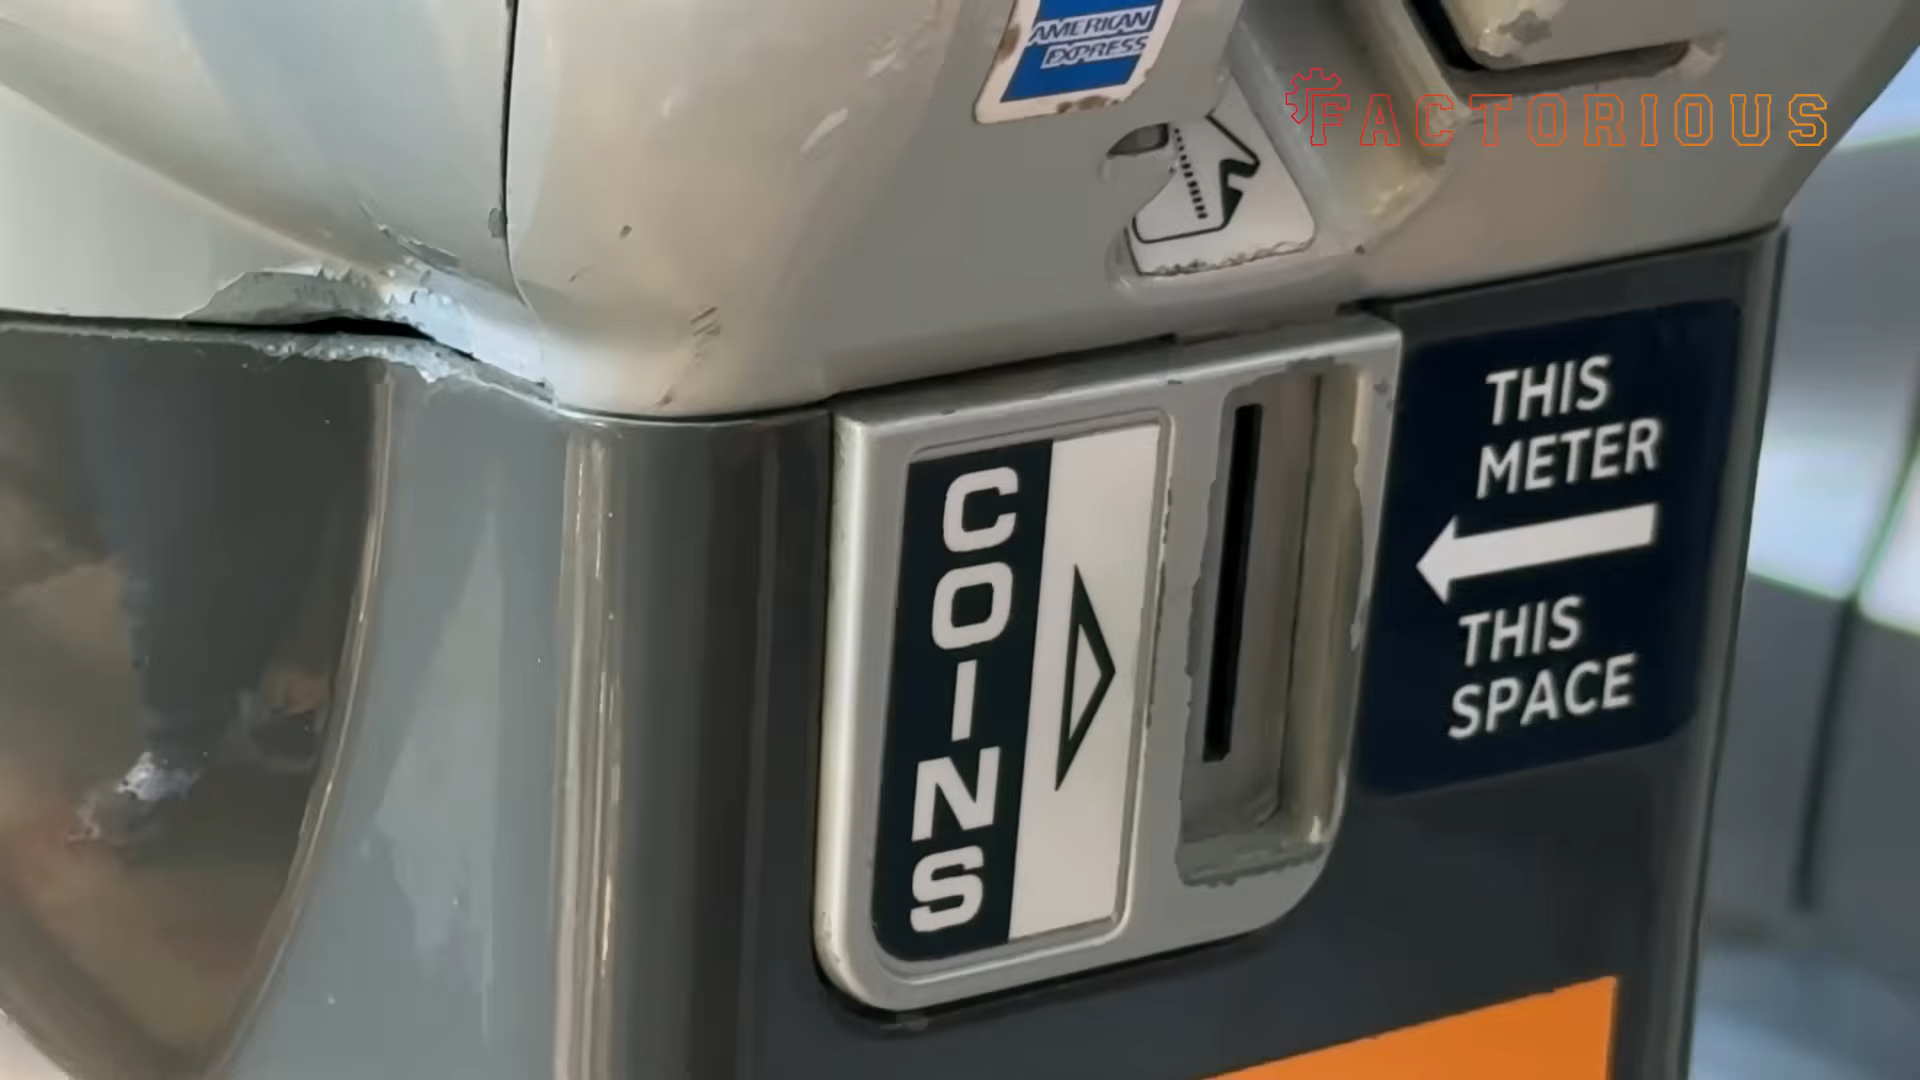 AMERICAN
EXPRESS
FACTORIOUS
COINS
THIS
METER
THIS
SPACE